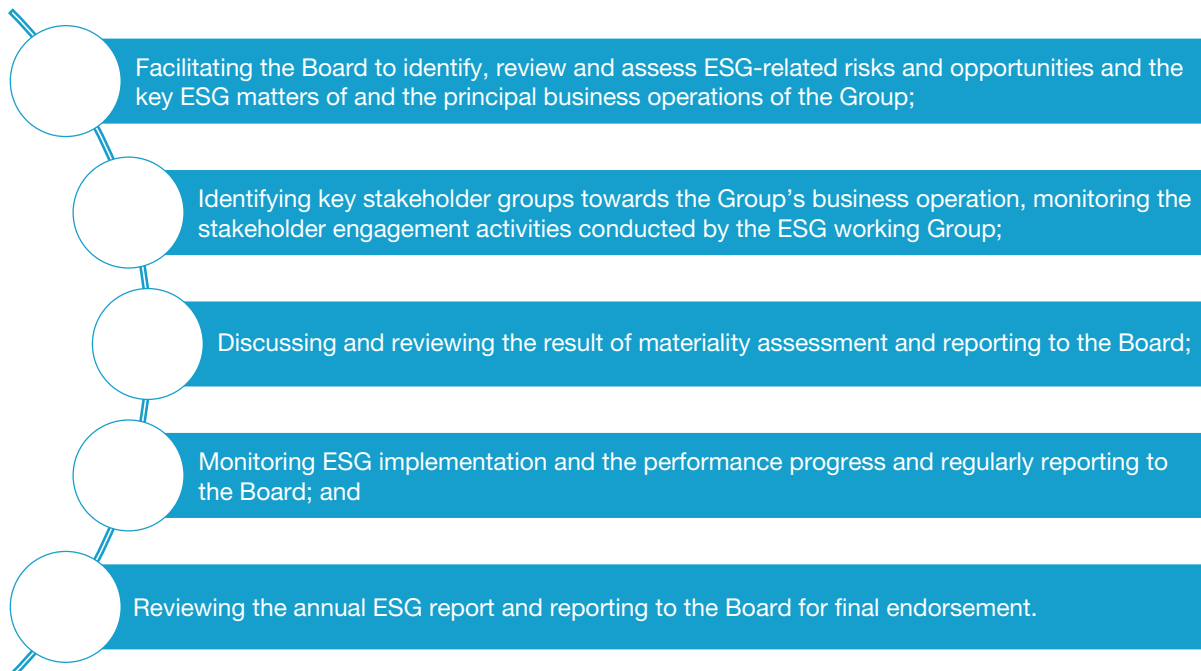 Facilitating the Board to identify, review and assess ESG-related risks and opportunities and the
key ESG matters of and the principal business operations of the Group;
Identifying key stakeholder groups towards the Group's business operation, monitoring the
stakeholder engagement activities conducted by the ESG working Group;
Discussing and reviewing the result of materiality assessment and reporting to the Board;
Monitoring ESG implementation and the performance progress and regularly reporting to
the Board; and
Reviewing the annual ESG report and reporting to the Board for final endorsement.